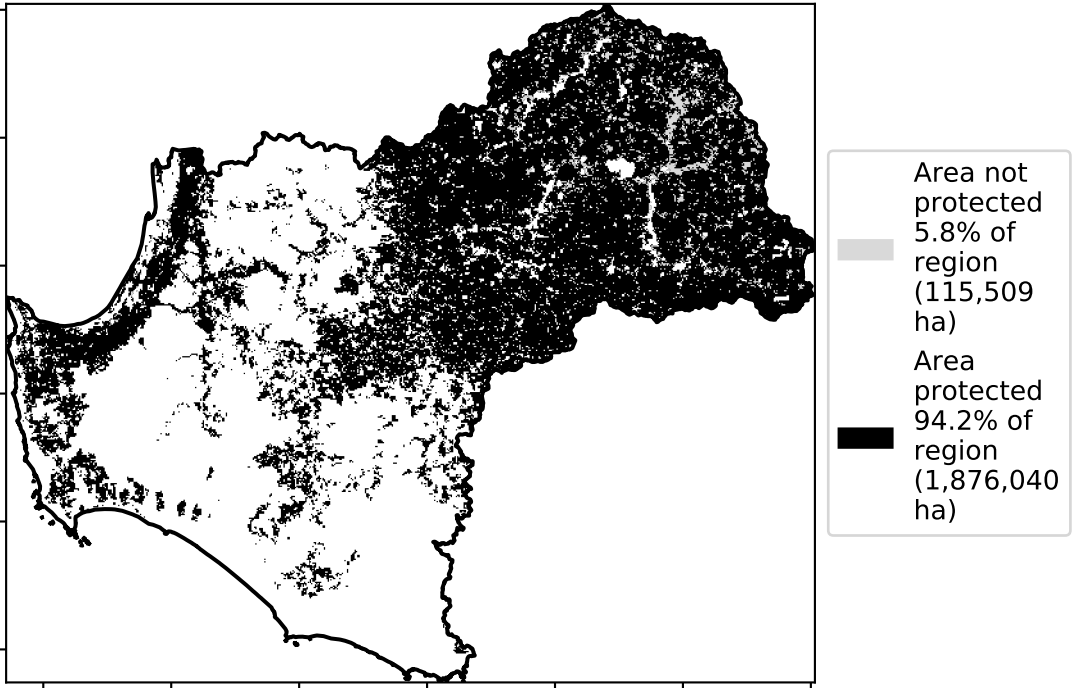 Area not
protected
5.8% of
region
(115,509
ha)
Area
protected
94.2% of
region
(1,876,040
ha)